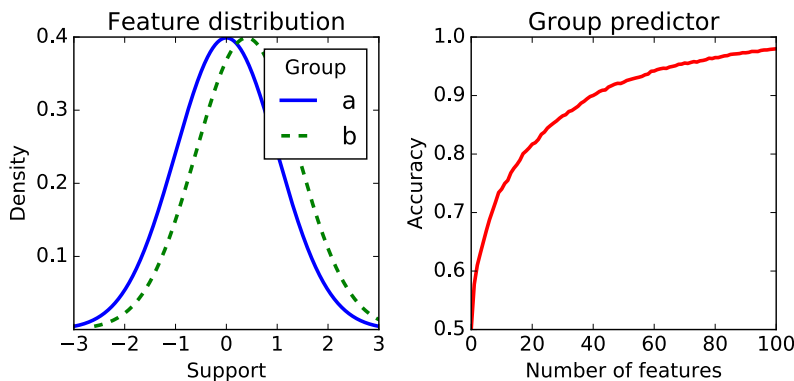 Feature distribution
0.4
0.3
0.2
0.1
Density
−3
−2
−1
0
1
2
3
Support
Group
a
b
Group predictor
1.0
0.9
0.8
0.7
0.6
0.5
Accuracy
0
20
40
60
80
100
Number of features